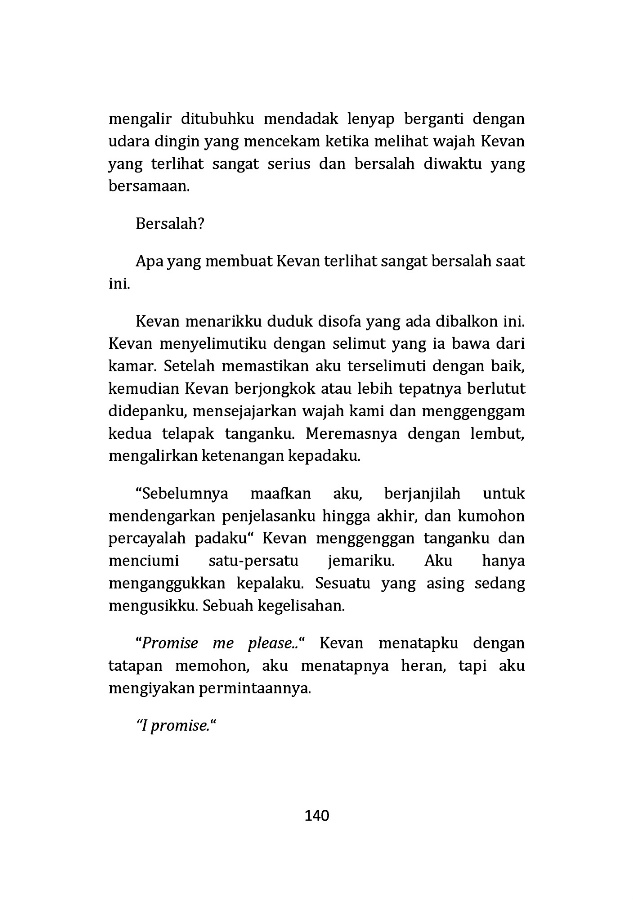 mengalir ditubuhku mendadak lenyap berganti dengan
udara dingin yang mencekam ketika melihat wajah Kevan
yang terlihat sangat serius dan bersalah diwaktu yang
bersamaan.
Bersalah?
Apa yang membuat Kevan terlihat sangat bersalah saat
ini.
Kevan menarikku duduk disofa yang ada dibalkon ini.
Kevan menyelimutiku dengan selimut yang ia bawa dari
kamar. Setelah memastikan aku terselimuti dengan baik,
kemudian Kevan berjongkok atau lebih tepatnya berlutut
didepanku, mensejajarkan wajah kami dan menggenggam
kedua telapak tanganku. Meremasnya dengan lembut,
mengalirkan ketenangan kepadaku.
“Sebelumnya maafkan aku, berjanjilah untuk
mendengarkan penjelasanku hingga akhir, dan kumohon
percayalah padaku“ Kevan menggenggan tanganku dan
menciumi satu-persatu jemariku. Aku hanya
menganggukkan kepalaku. Sesuatu yang asing sedang
mengusikku. Sebuah kegelisahan.
“Promise me please..“ Kevan menatapku dengan
tatapan memohon, aku menatapnya heran, tapi aku
mengiyakan permintaannya.
“I promise.“
140